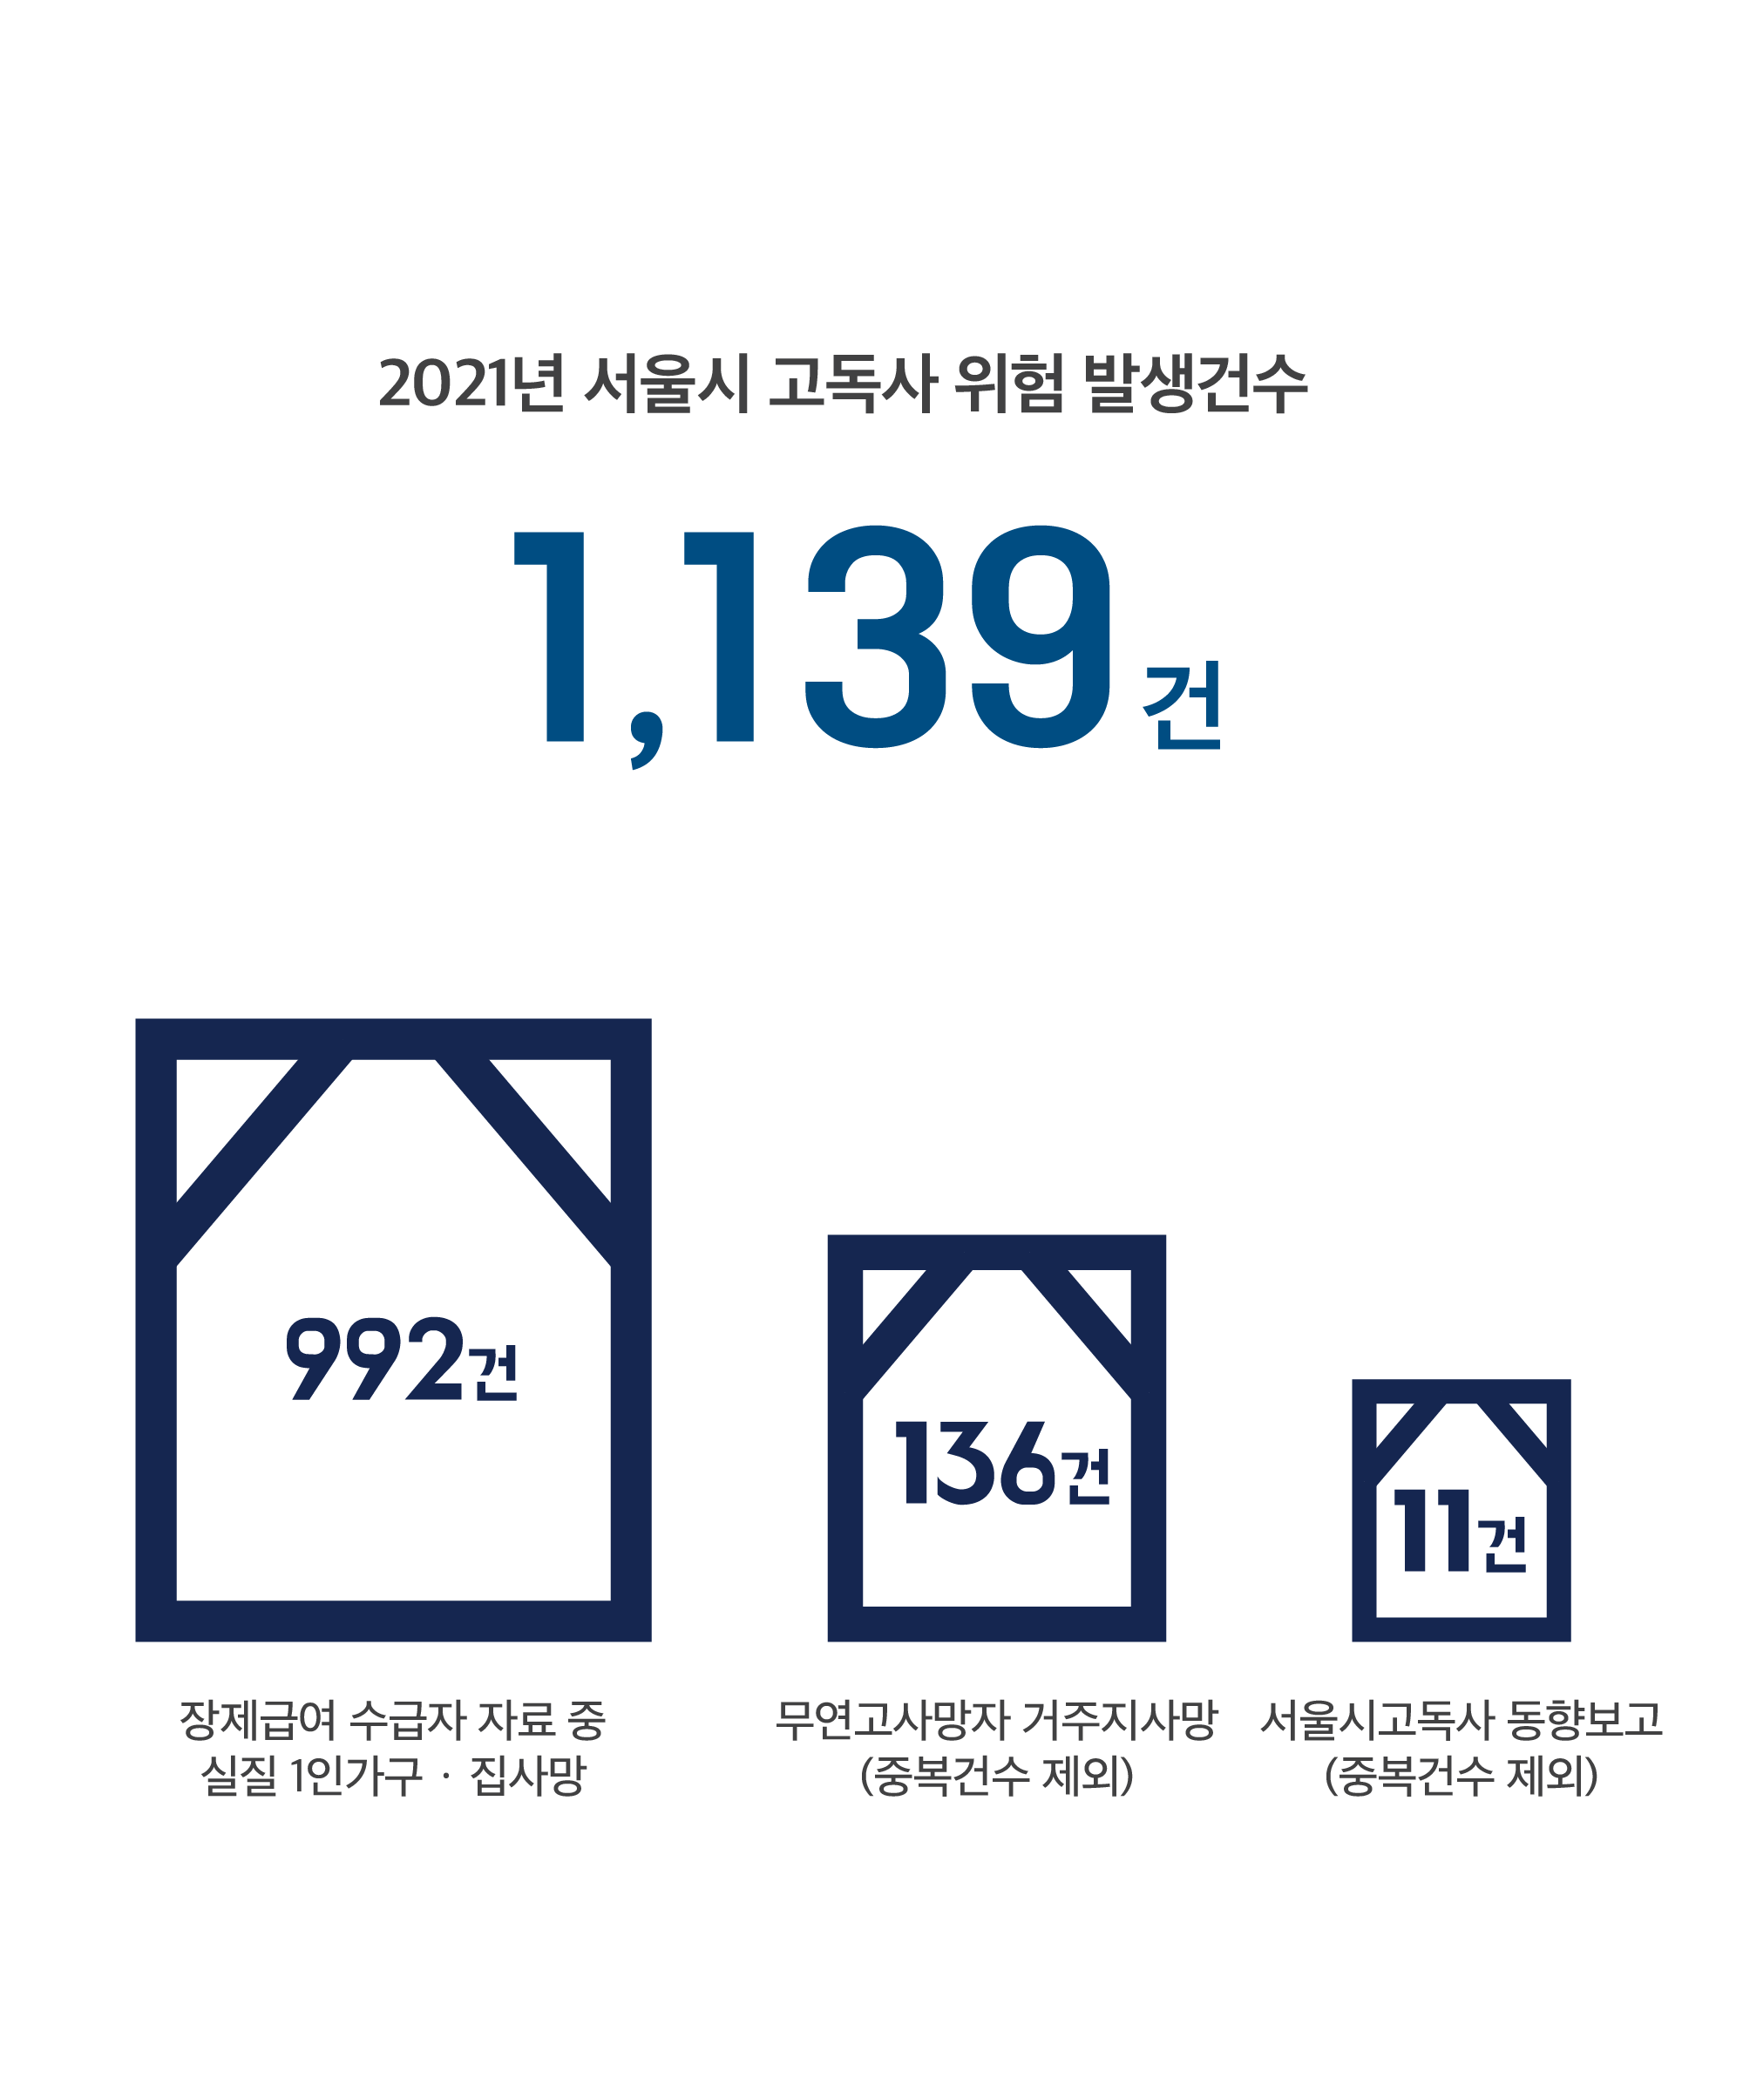 2021년 서울시 고독사 위험 발생건수
1,139 건
992건
136건
11건
장제급여 수급자 자료중
실질 1인가구 · 집사망
무연고사망자 거주지사망
(중복건수 제외)
서울시고독사 동향보고
(중복건수 제외)